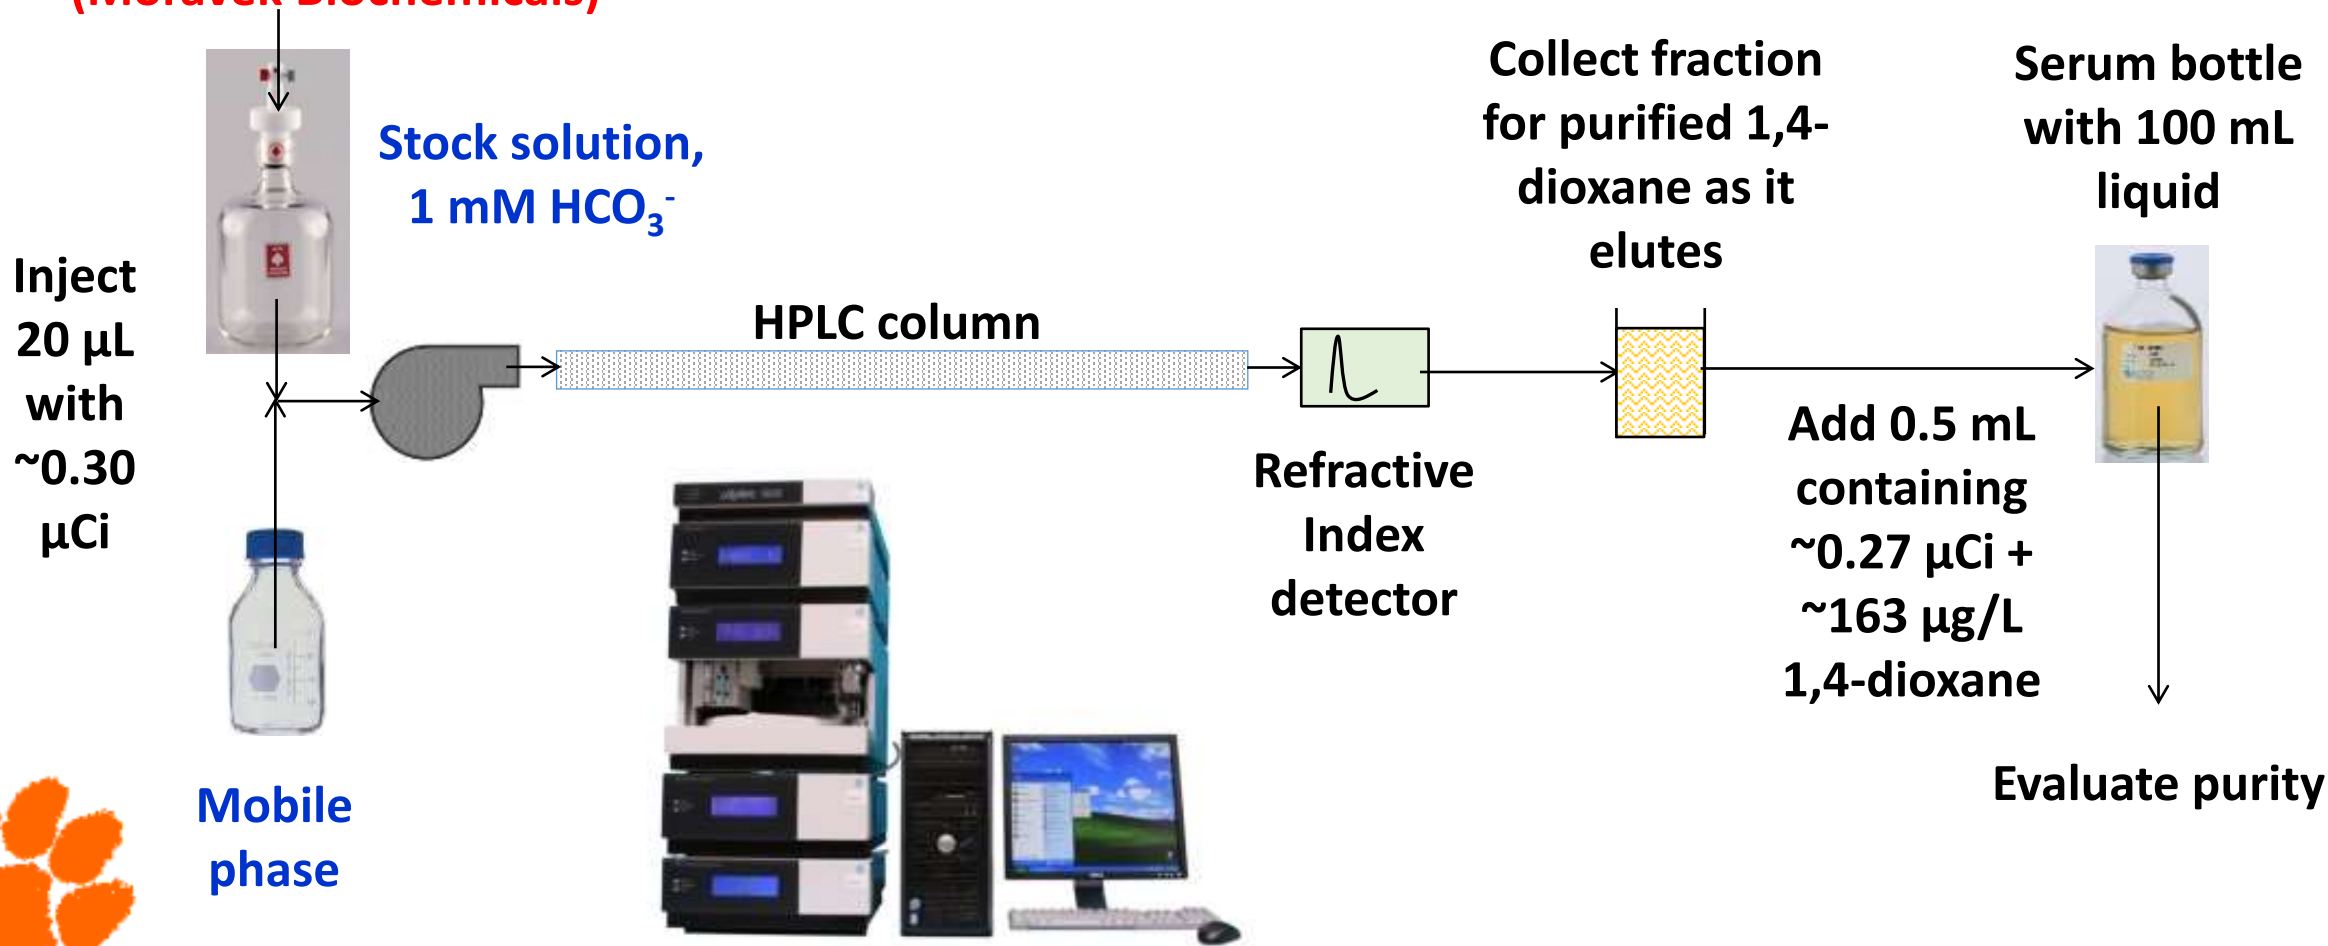 (Moravek Biochemicals)
Stock solution,
1 mM HCO₃⁻
Inject
20 µL
with
~0.30
µCi
Mobile
phase
HPLC column
Refractive
Index
detector
Collect fraction
for purified 1,4-
dioxane as it
elutes
Add 0.5 mL
containing
~0.27 µCi +
~163 µg/L
1,4-dioxane
Serum bottle
with 100 mL
liquid
Evaluate purity